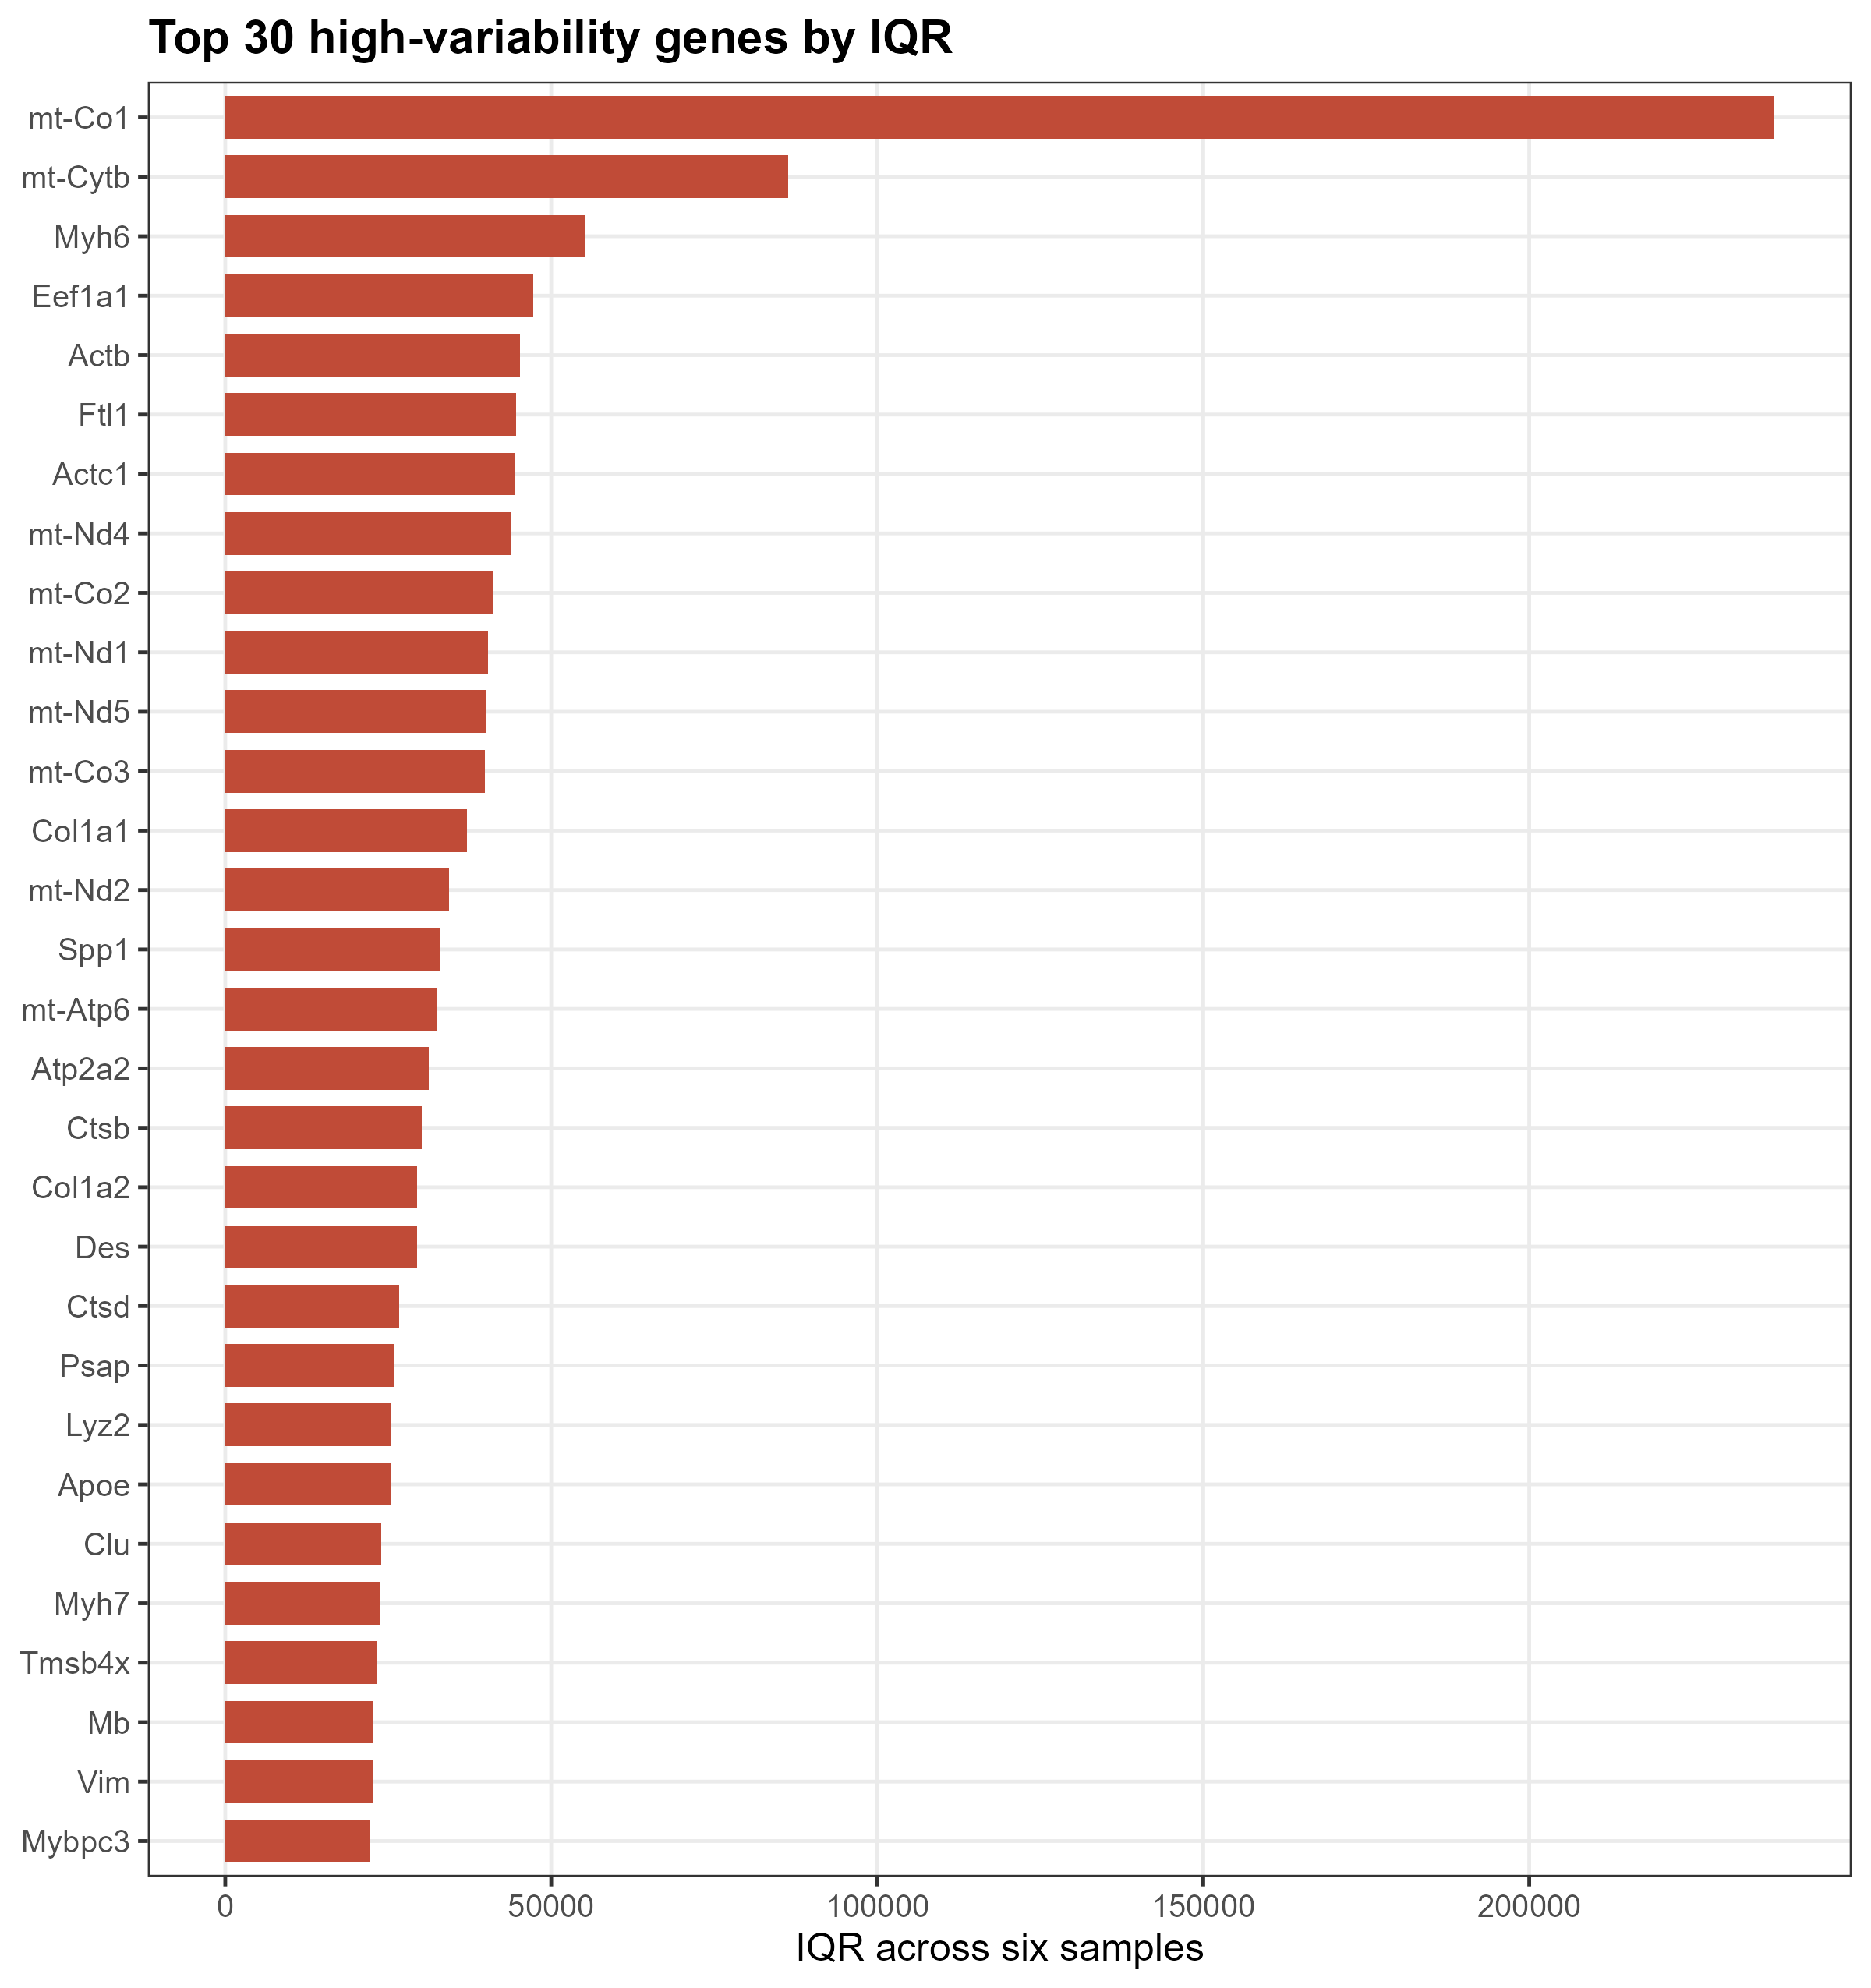 Top 30 high-variability genes by IQR
mt-Co1
mt-Cytb
Myh6
Eef1a1
Actb
Ftl1
Actc1
mt-Nd4
mt-Co2
mt-Nd1
mt-Nd5
mt-Co3
Col1a1
mt-Nd2
Spp1
mt-Atp6
Atp2a2
Ctsb
Col1a2
Des
Ctsd
Psap
Lyz2
Apoe
Clu
Myh7
Tmsb4x
Mb
Vim
Mybpc3
0 50000 100000 150000 200000
IQR across six samples